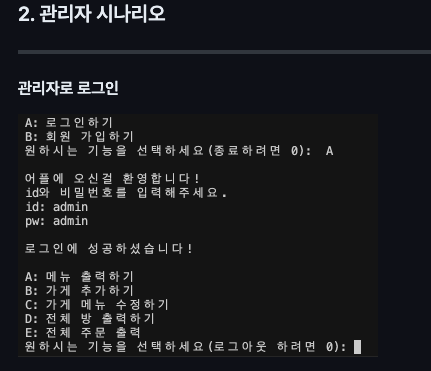 2. 관리자 시나리오
관리자로 로그인
A: 로그인하기
B: 회원 가입하기
원하시는 기능을 선택하세요(종료하려면 0):  A
어플에 오신걸 환영합니다!
id와 비밀번호를 입력해주세요.
id: admin
pw: admin
로그인에 성공하셨습니다!
A: 메뉴 출력하기
B: 가게 추가하기
C: 가게 메뉴 수정하기
D: 전체 방 출력하기
E: 전체 주문 출력
원하시는 기능을 선택하세요(로그아웃 하려면 0):